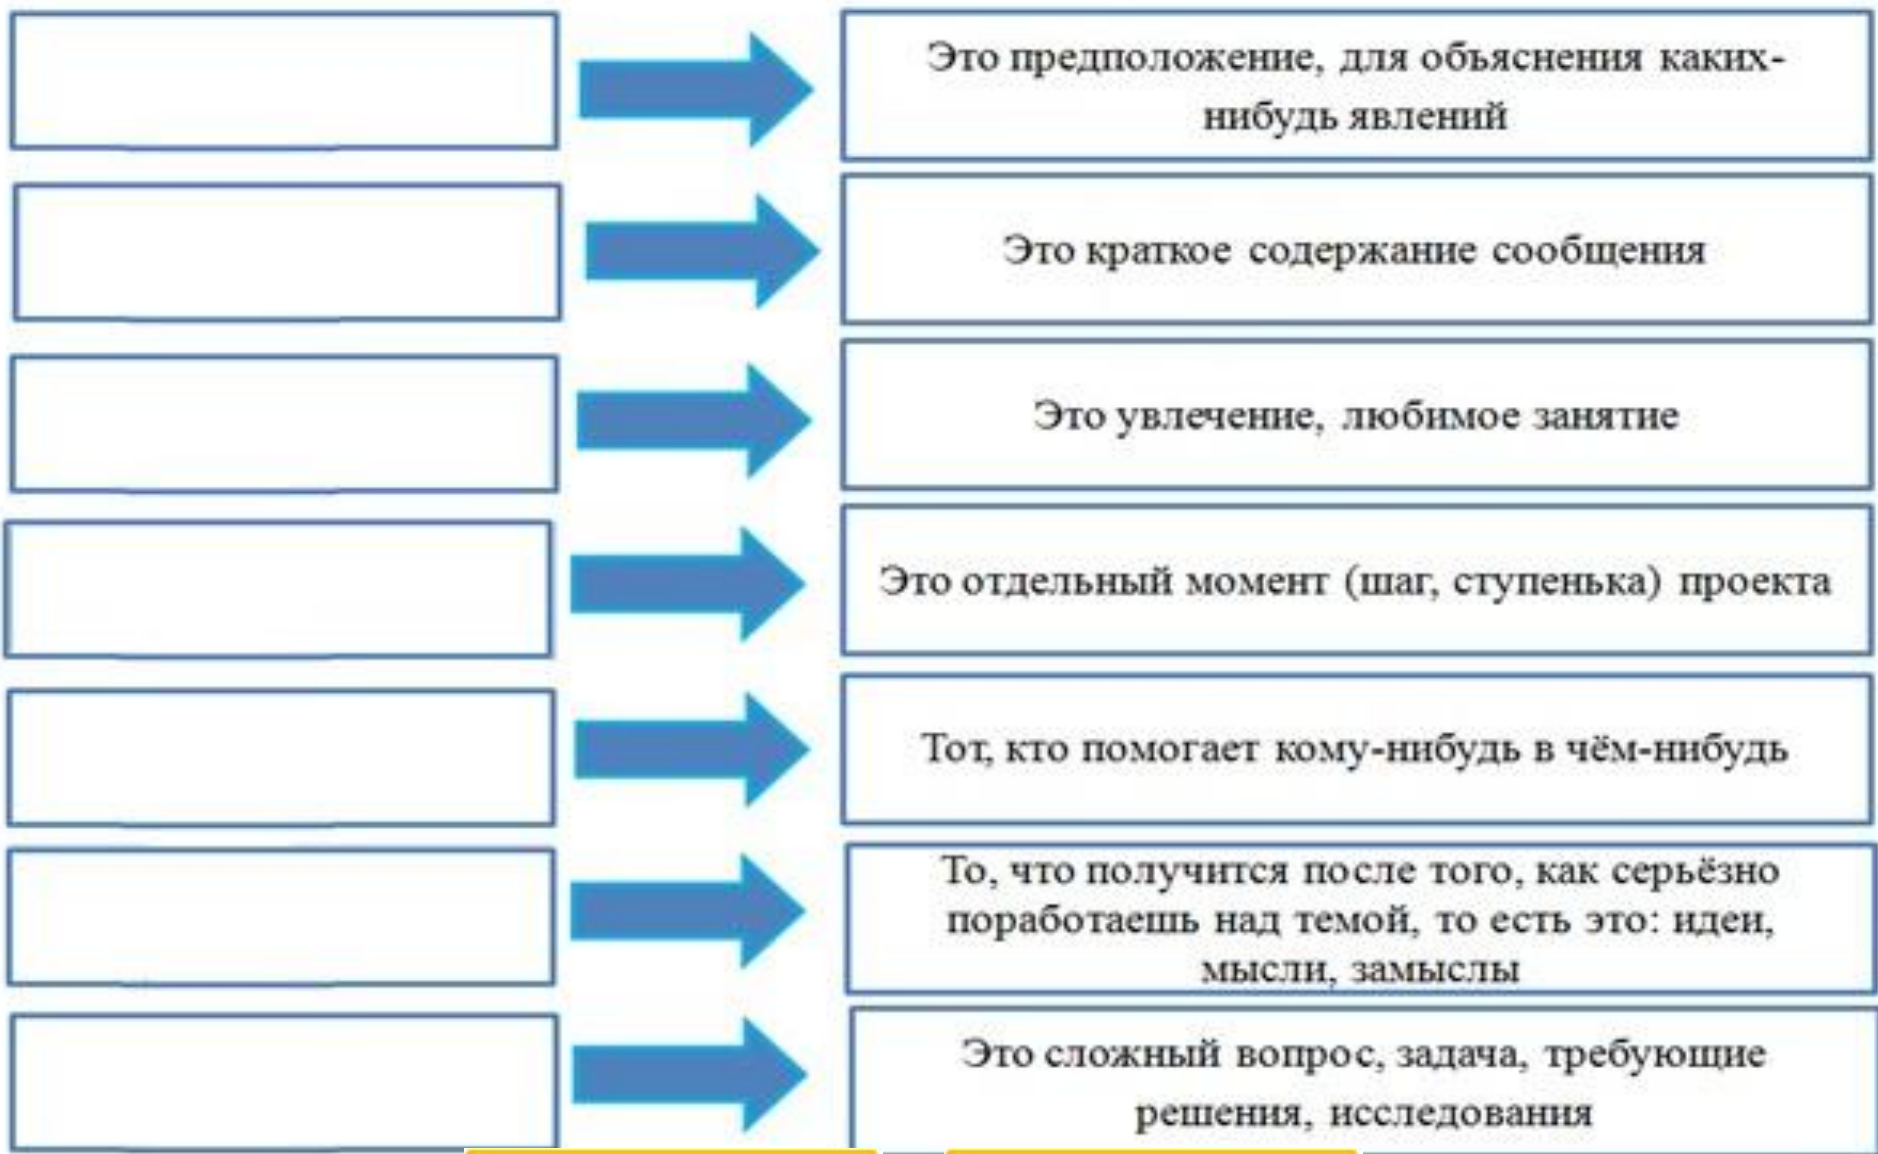 Это предположение, для объяснения каких-
нибудь явлений
Это краткое содержание сообщения
Это увлечение, любимое занятие
Это отдельный момент (шаг, ступенька) проекта
Тот, кто помогает кому-нибудь в чём-нибудь
То, что получится после того, как серьёзно
поработаешь над темой, то есть это: идеи,
мысли, замыслы
Это сложный вопрос, задача, требующие
решения, исследования